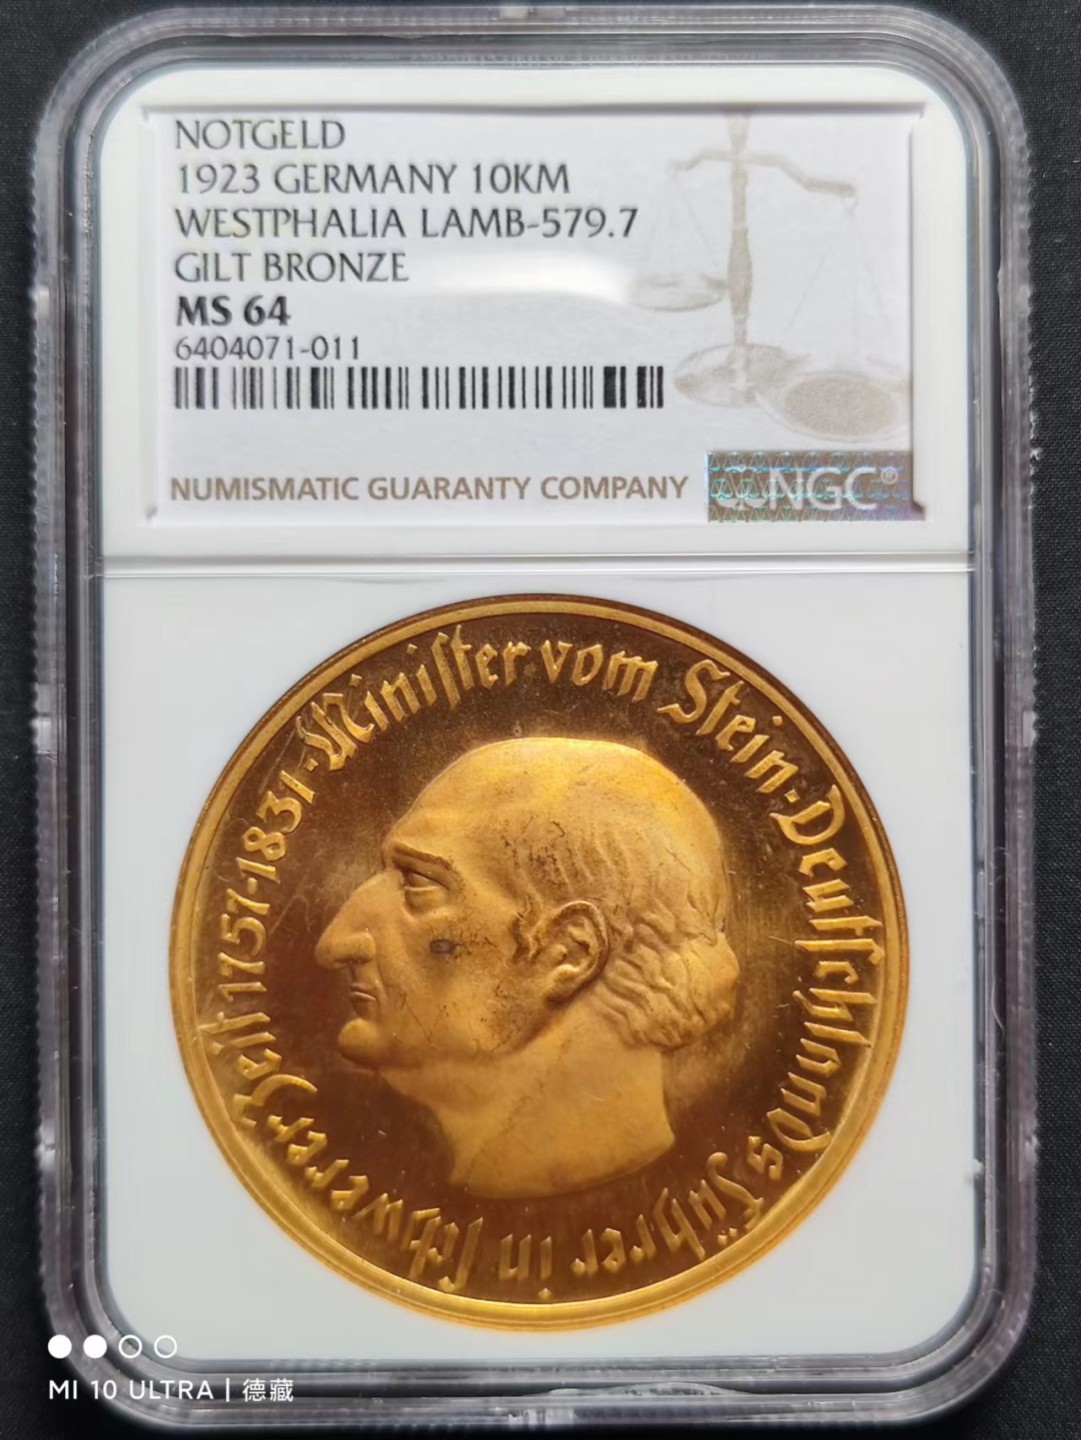 NOTGELD
1923 GERMANY 10KM
WESTPHALIA LAMB-579.7
GILT BRONZE
MS 64
6404071-011
NUMISMATIC GUARANTY COMPANY
NGC®
Minister vom Stein · Deutschlands Führer in schwerer Zeit 1757-1831 ·
MI 10 ULTRA | 德藏